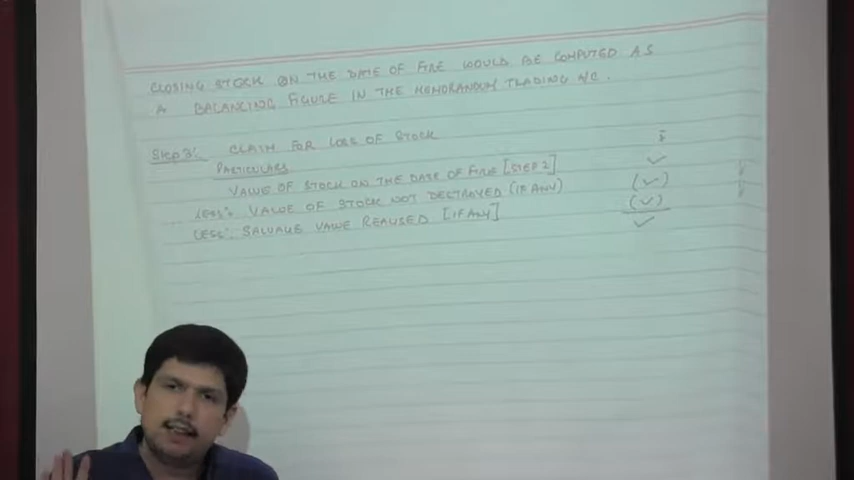 CLOSING STOCK ON THE DATE OF FIRE WOULD BE COMPUTED AS
A BALANCING FIGURE IN THE MEMORANDUM TRADING A/C.
Step 3: CLAIM FOR LOSS OF STOCK
PARTICULARS ₹
VALUE OF STOCK ON THE DATE OF FIRE [STEP 2] ✓
LESS: VALUE OF STOCK NOT DESTROYED (IF ANY) (✓)
LESS: SALVAGE VALUE REALISED [IF ANY] (✓)
✓